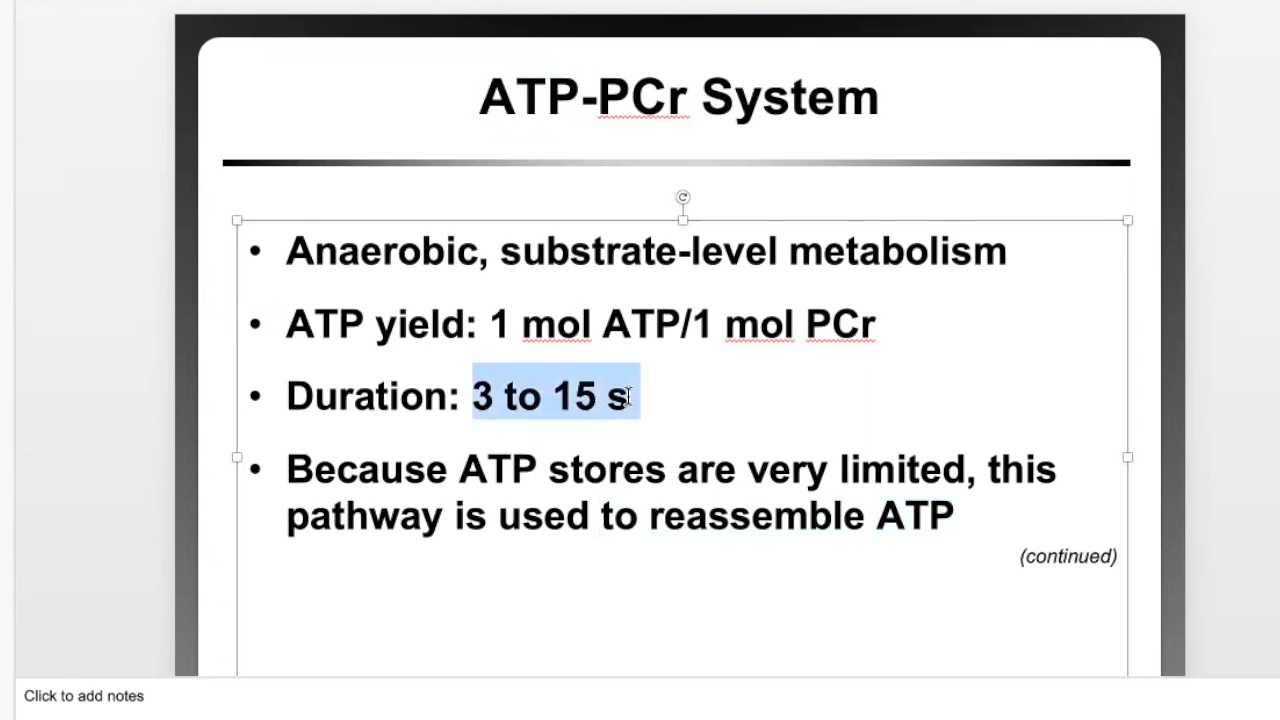 ATP-PCr System
• Anaerobic, substrate-level metabolism
• ATP yield: 1 mol ATP/1 mol PCr
• Duration: 3 to 15 s
• Because ATP stores are very limited, this
pathway is used to reassemble ATP
(continued)
Click to add notes